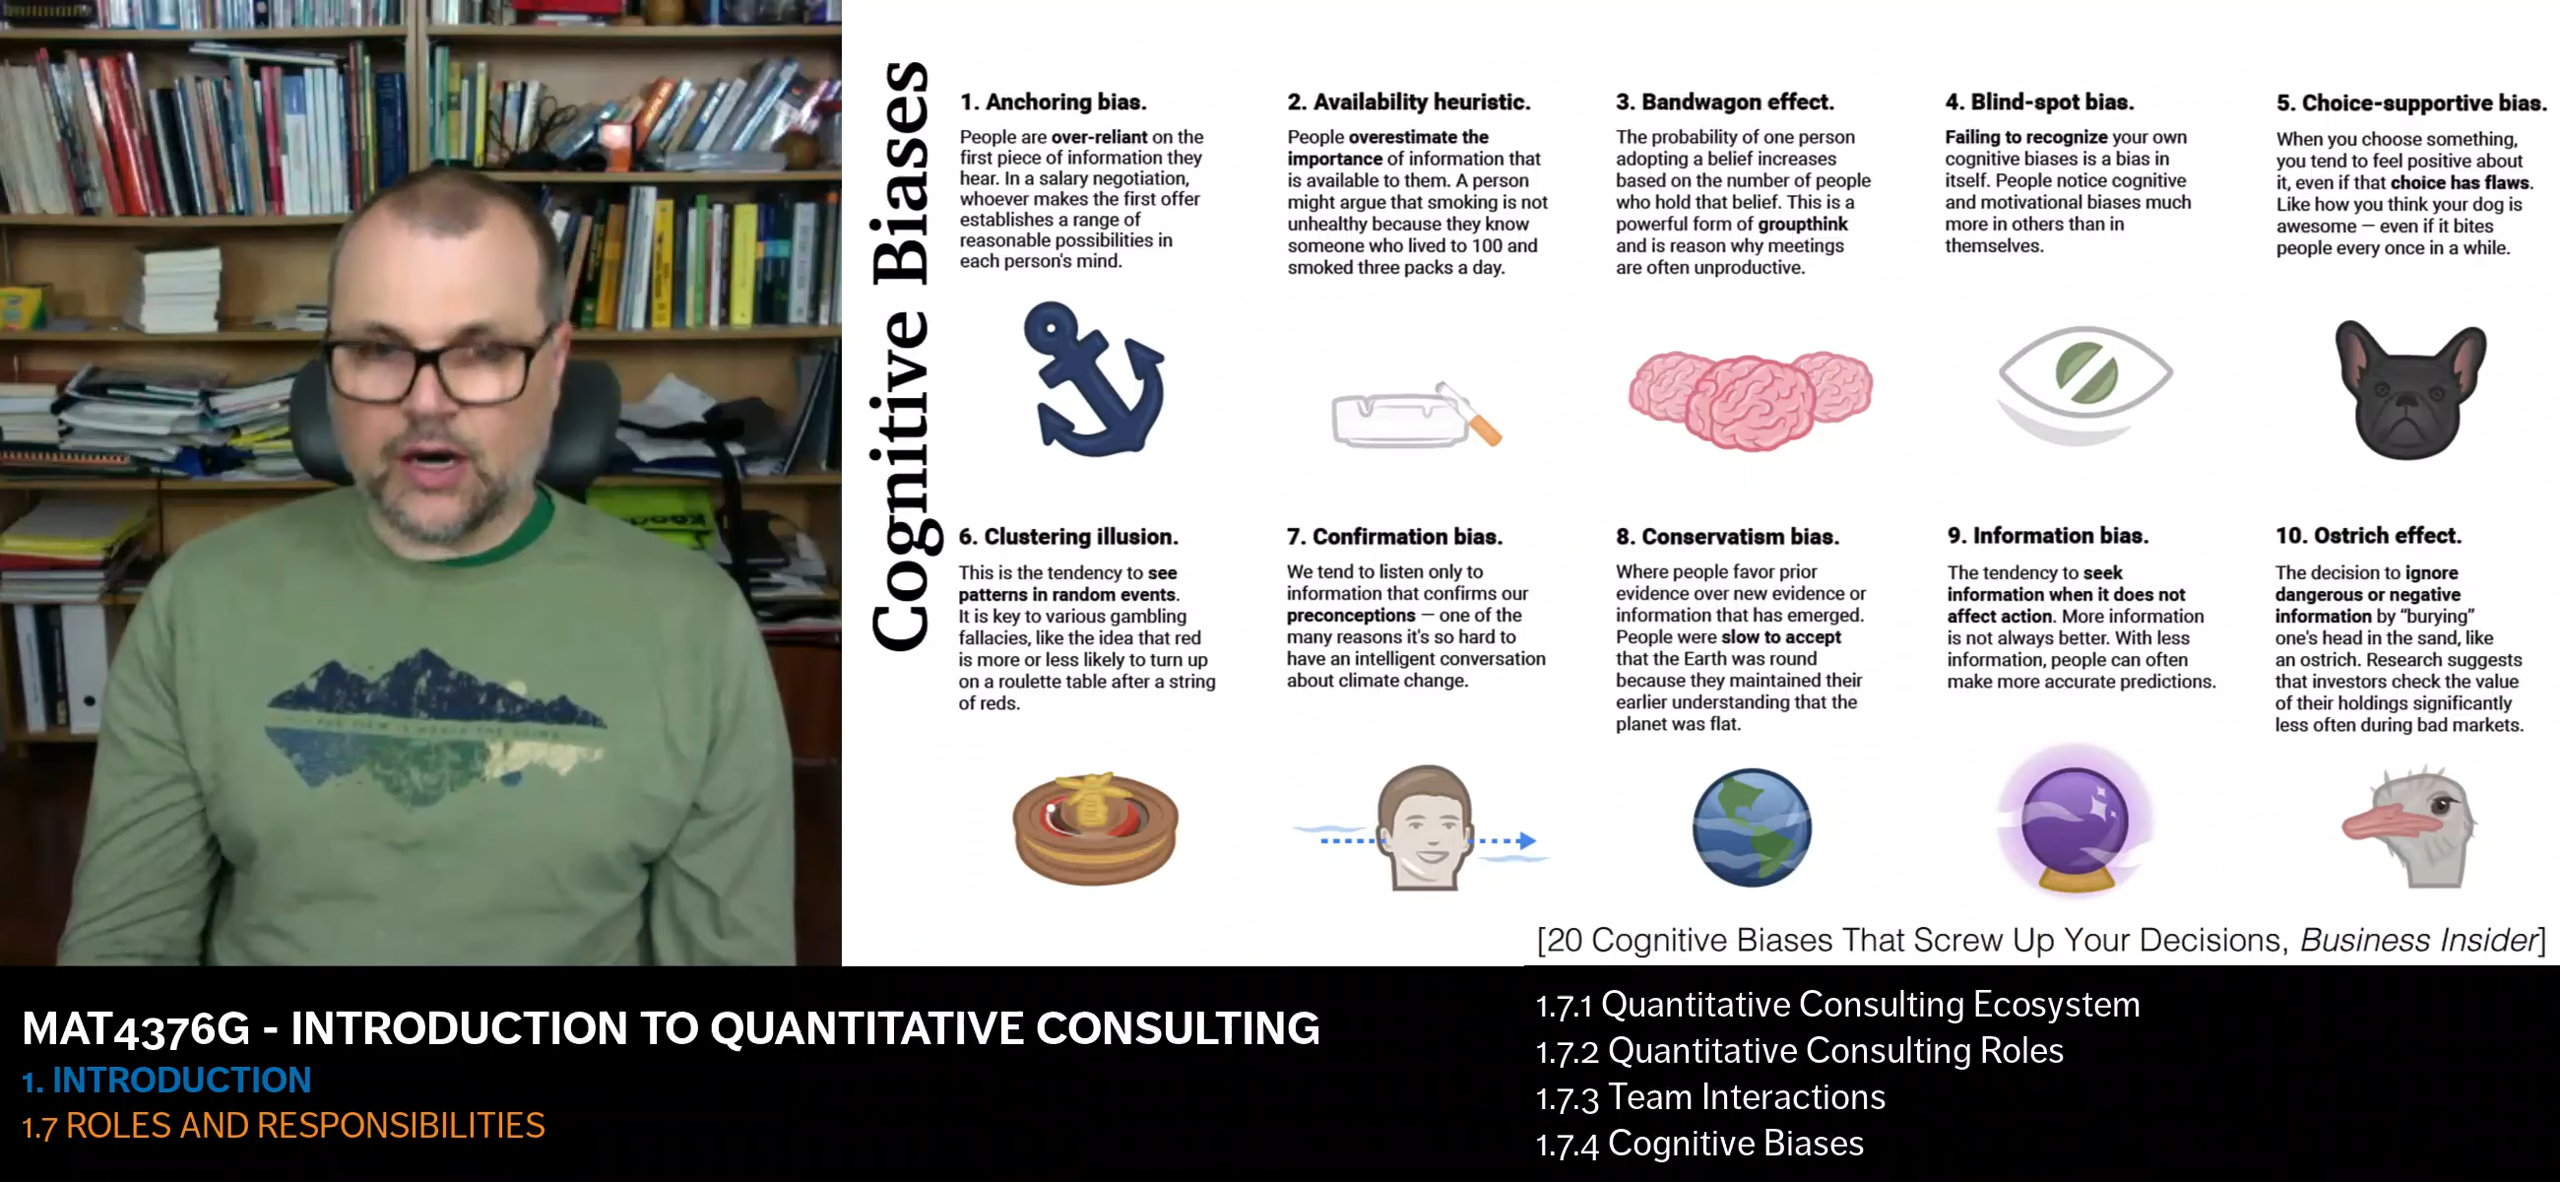 Cognitive Biases
1. Anchoring bias.
People are over-reliant on the
first piece of information they
hear. In a salary negotiation,
whoever makes the first offer
establishes a range of
reasonable possibilities in
each person's mind.
2. Availability heuristic.
People overestimate the
importance of information that
is available to them. A person
might argue that smoking is not
unhealthy because they know
someone who lived to 100 and
smoked three packs a day.
3. Bandwagon effect.
The probability of one person
adopting a belief increases
based on the number of people
who hold that belief. This is a
powerful form of groupthink
and is reason why meetings
are often unproductive.
4. Blind-spot bias.
Failing to recognize your own
cognitive biases is a bias in
itself. People notice cognitive
and motivational biases much
more in others than in
themselves.
5. Choice-supportive bias.
When you choose something,
you tend to feel positive about
it, even if that choice has flaws.
Like how you think your dog is
awesome — even if it bites
people every once in a while.
6. Clustering illusion.
This is the tendency to see
patterns in random events.
It is key to various gambling
fallacies, like the idea that red
is more or less likely to turn up
on a roulette table after a string
of reds.
7. Confirmation bias.
We tend to listen only to
information that confirms our
preconceptions — one of the
many reasons it's so hard to
have an intelligent conversation
about climate change.
8. Conservatism bias.
Where people favor prior
evidence over new evidence or
information that has emerged.
People were slow to accept
that the Earth was round
because they maintained their
earlier understanding that the
planet was flat.
9. Information bias.
The tendency to seek
information when it does not
affect action. More information
is not always better. With less
information, people can often
make more accurate predictions.
10. Ostrich effect.
The decision to ignore
dangerous or negative
information by “burying”
one's head in the sand, like
an ostrich. Research suggests
that investors check the value
of their holdings significantly
less often during bad markets.
[20 Cognitive Biases That Screw Up Your Decisions, Business Insider]
MAT4376G - INTRODUCTION TO QUANTITATIVE CONSULTING
1. INTRODUCTION
1.7 ROLES AND RESPONSIBILITIES
1.7.1 Quantitative Consulting Ecosystem
1.7.2 Quantitative Consulting Roles
1.7.3 Team Interactions
1.7.4 Cognitive Biases